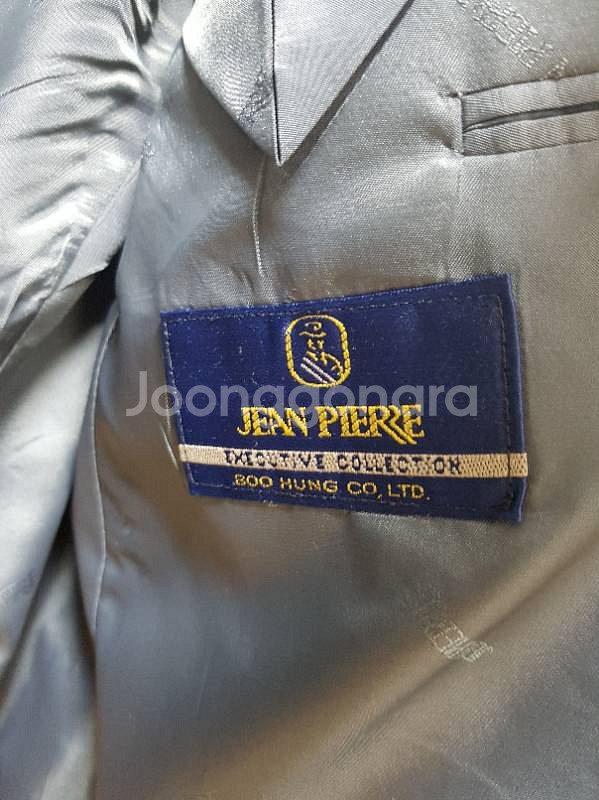 Joonggonara
JEAN PIERRE
EXECUTIVE COLLECTION
BOO HUNG CO, LTD.